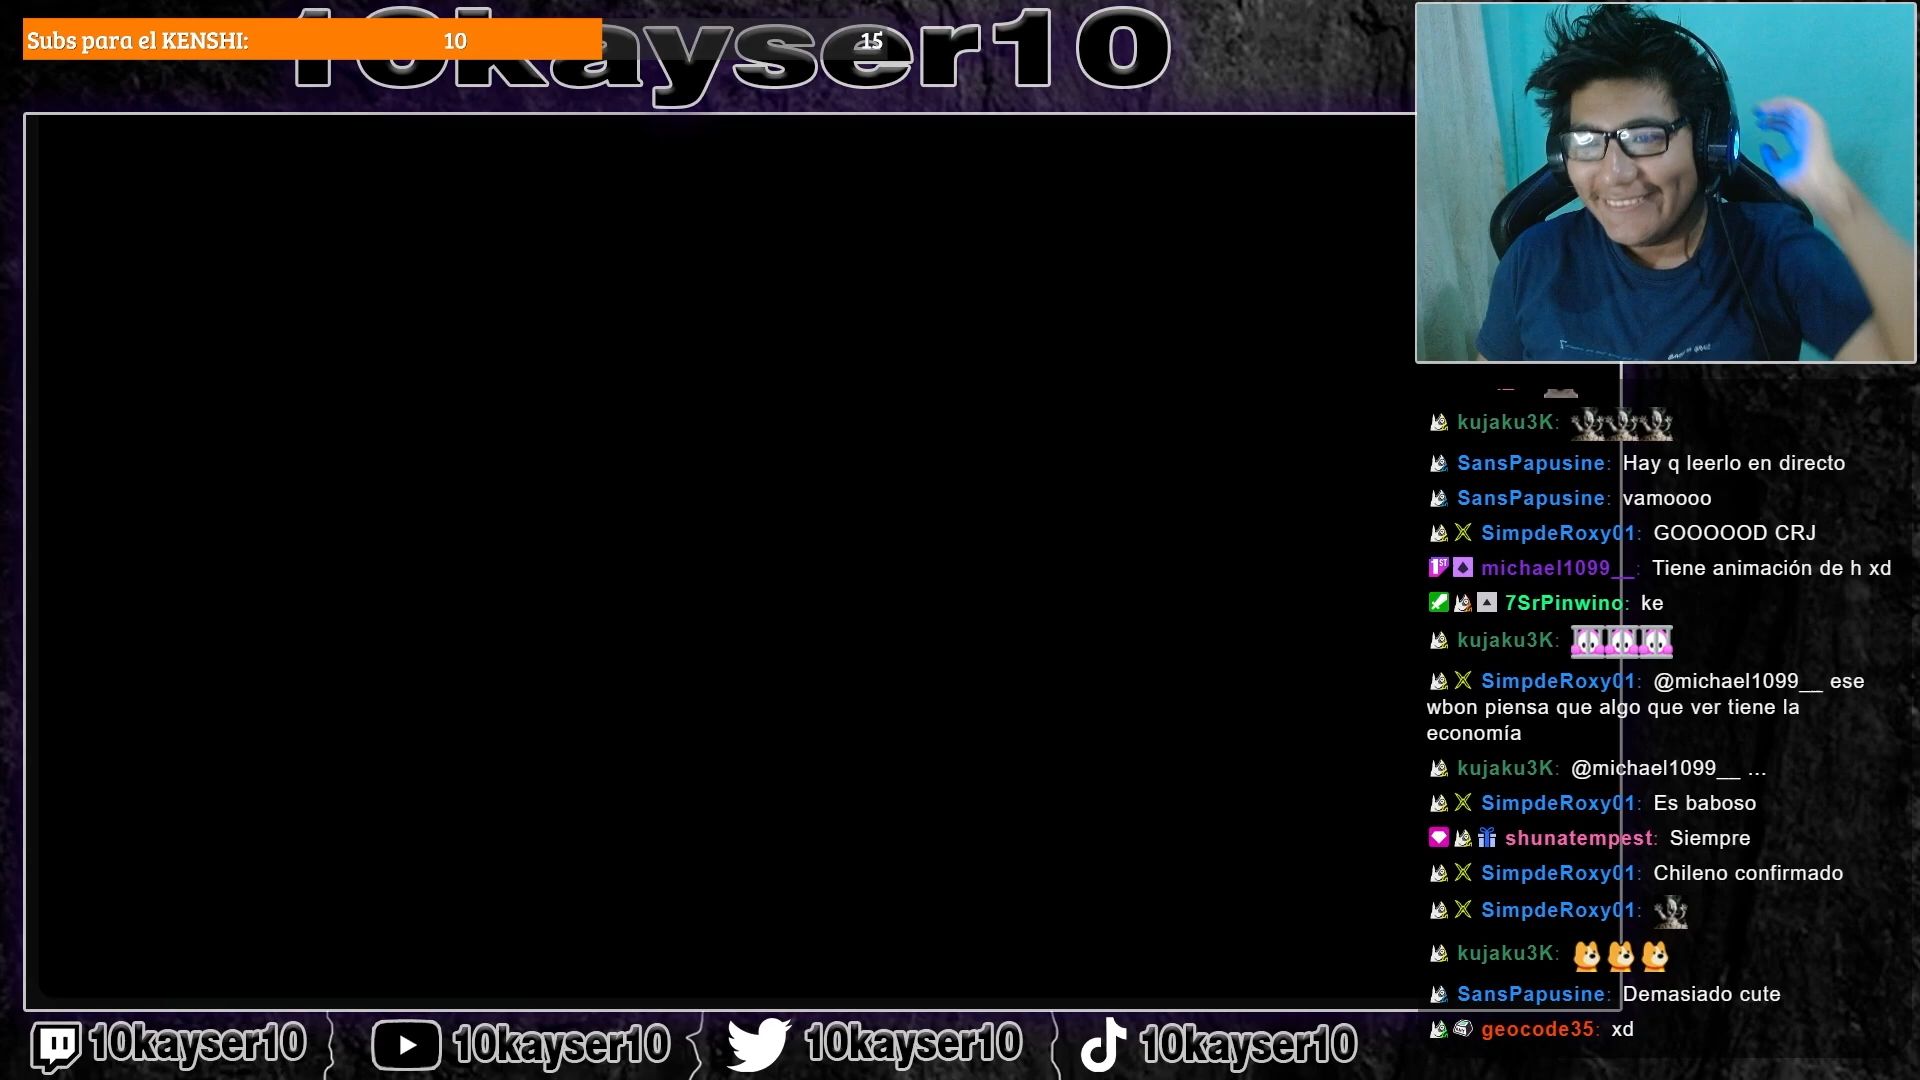 Subs para el KENSHI: 10 15
10kayser10
kujaku3K:
SansPapusine: Hay q leerlo en directo
SansPapusine: vamoooo
SimpdeRoxy01: GOOOOOD CRJ
1ST michael1099__: Tiene animación de h xd
7SrPinwino: ke
kujaku3K:
SimpdeRoxy01: @michael1099__ ese
wbon piensa que algo que ver tiene la
economía
kujaku3K: @michael1099__ ...
SimpdeRoxy01: Es baboso
shunatempest: Siempre
SimpdeRoxy01: Chileno confirmado
SimpdeRoxy01:
kujaku3K:
SansPapusine: Demasiado cute
geocode35: xd
10kayser10 10kayser10 10kayser10 10kayser10